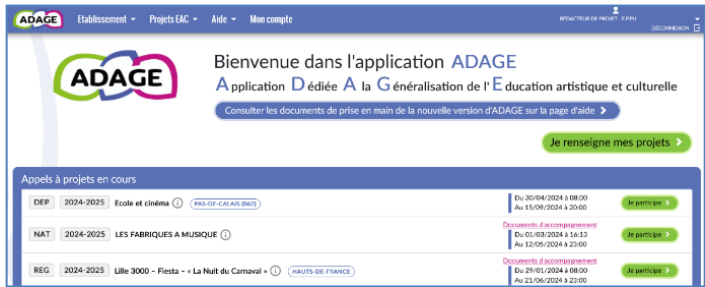 ADAGE Etablissement Projets EAC Aide Mon compte
RÉDACTEUR DE PROJET
DÉCONNEXION
ADAGE
Bienvenue dans l'application ADAGE
Application Dédiée A la Généralisation de l'Education artistique et culturelle
Consulter les documents de prise en main de la nouvelle version d'ADAGE sur la page d'aide
Je renseigne mes projets
Appels à projets en cours
DEP 2024-2025 Ecole et cinéma PAS-DE-CALAIS (062) Du 30/04/2024 à 08:00 Je participe
Au 15/09/2024 à 20:00
Documents d'accompagnement
NAT 2024-2025 LES FABRIQUES A MUSIQUE Du 01/03/2024 à 16:13 Je participe
Au 12/05/2024 à 23:00
Documents d'accompagnement
REG 2024-2025 Lille 3000 – Fiesta – « La Nuit du Carnaval » HAUTS-DE-FRANCE Du 29/01/2024 à 08:00 Je participe
Au 21/06/2024 à 23:00